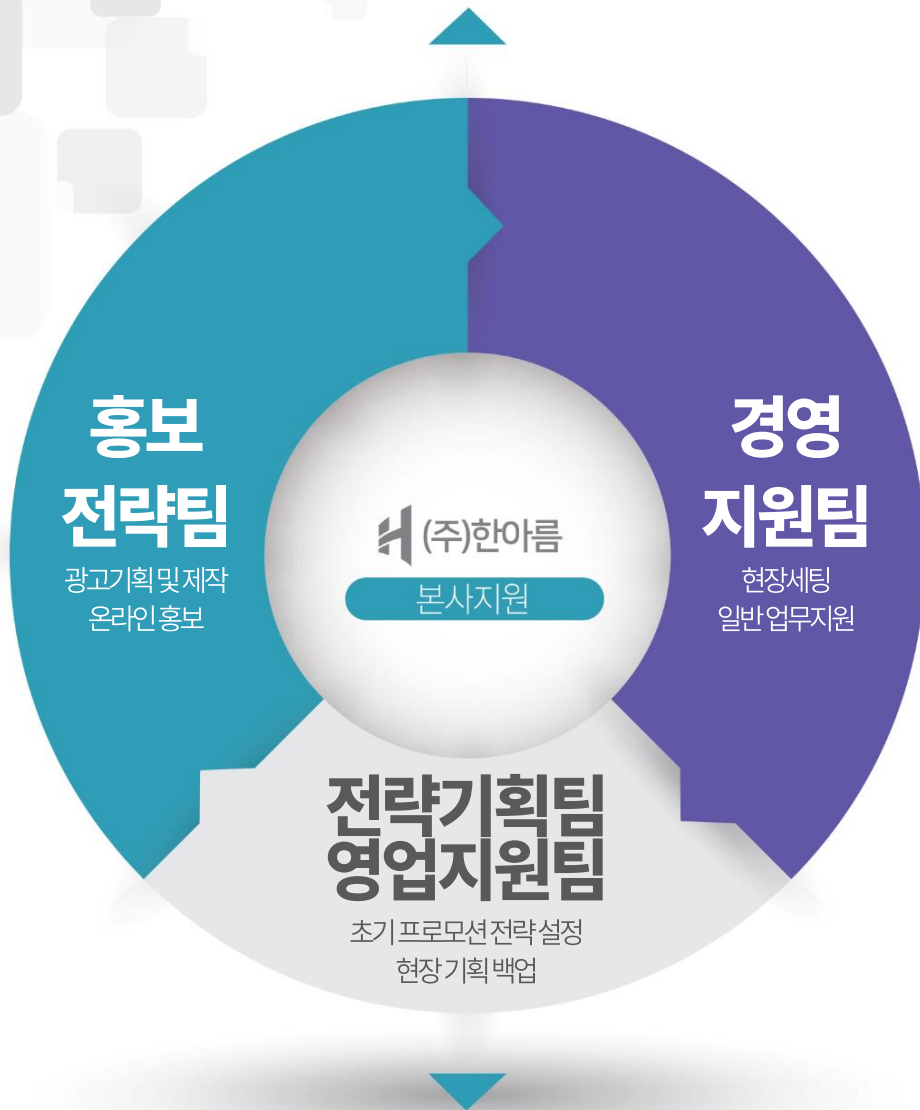 홍보
전략팀
광고기획 및 제작
온라인 홍보
(주)한아름
본사지원
경영
지원팀
현장세팅
일반 업무지원
전략기획팀
영업지원팀
초기 프로모션 전략 설정
현장 기획 백업